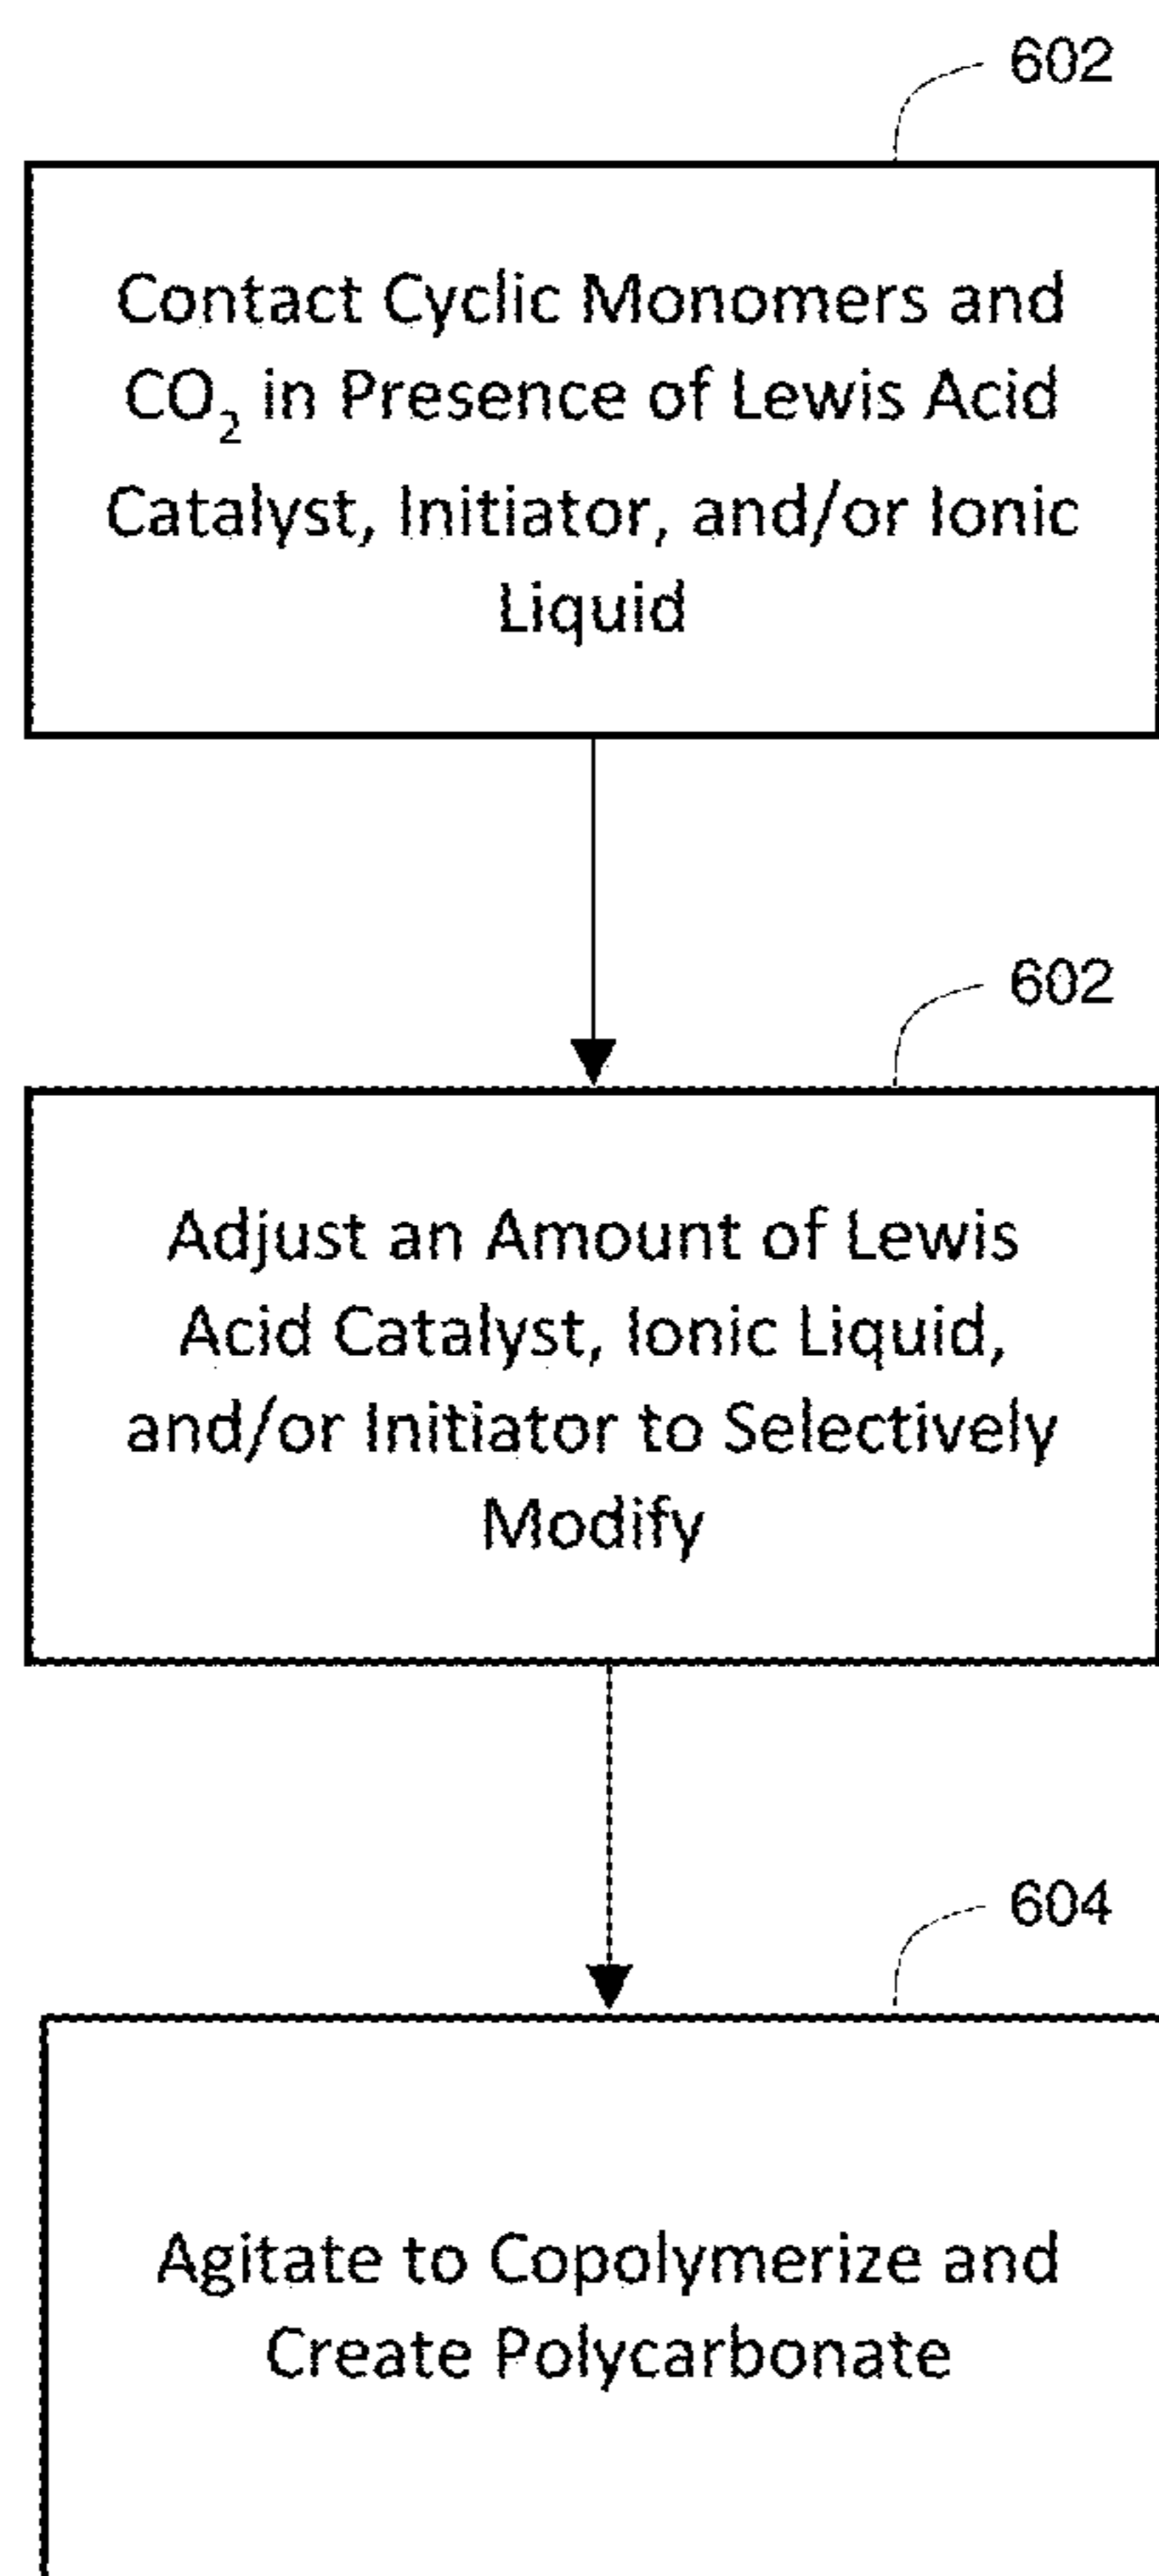 602
Contact Cyclic Monomers and
CO₂ in Presence of Lewis Acid
Catalyst, Initiator, and/or Ionic
Liquid
602
Adjust an Amount of Lewis
Acid Catalyst, Ionic Liquid,
and/or Initiator to Selectively
Modify
604
Agitate to Copolymerize and
Create Polycarbonate